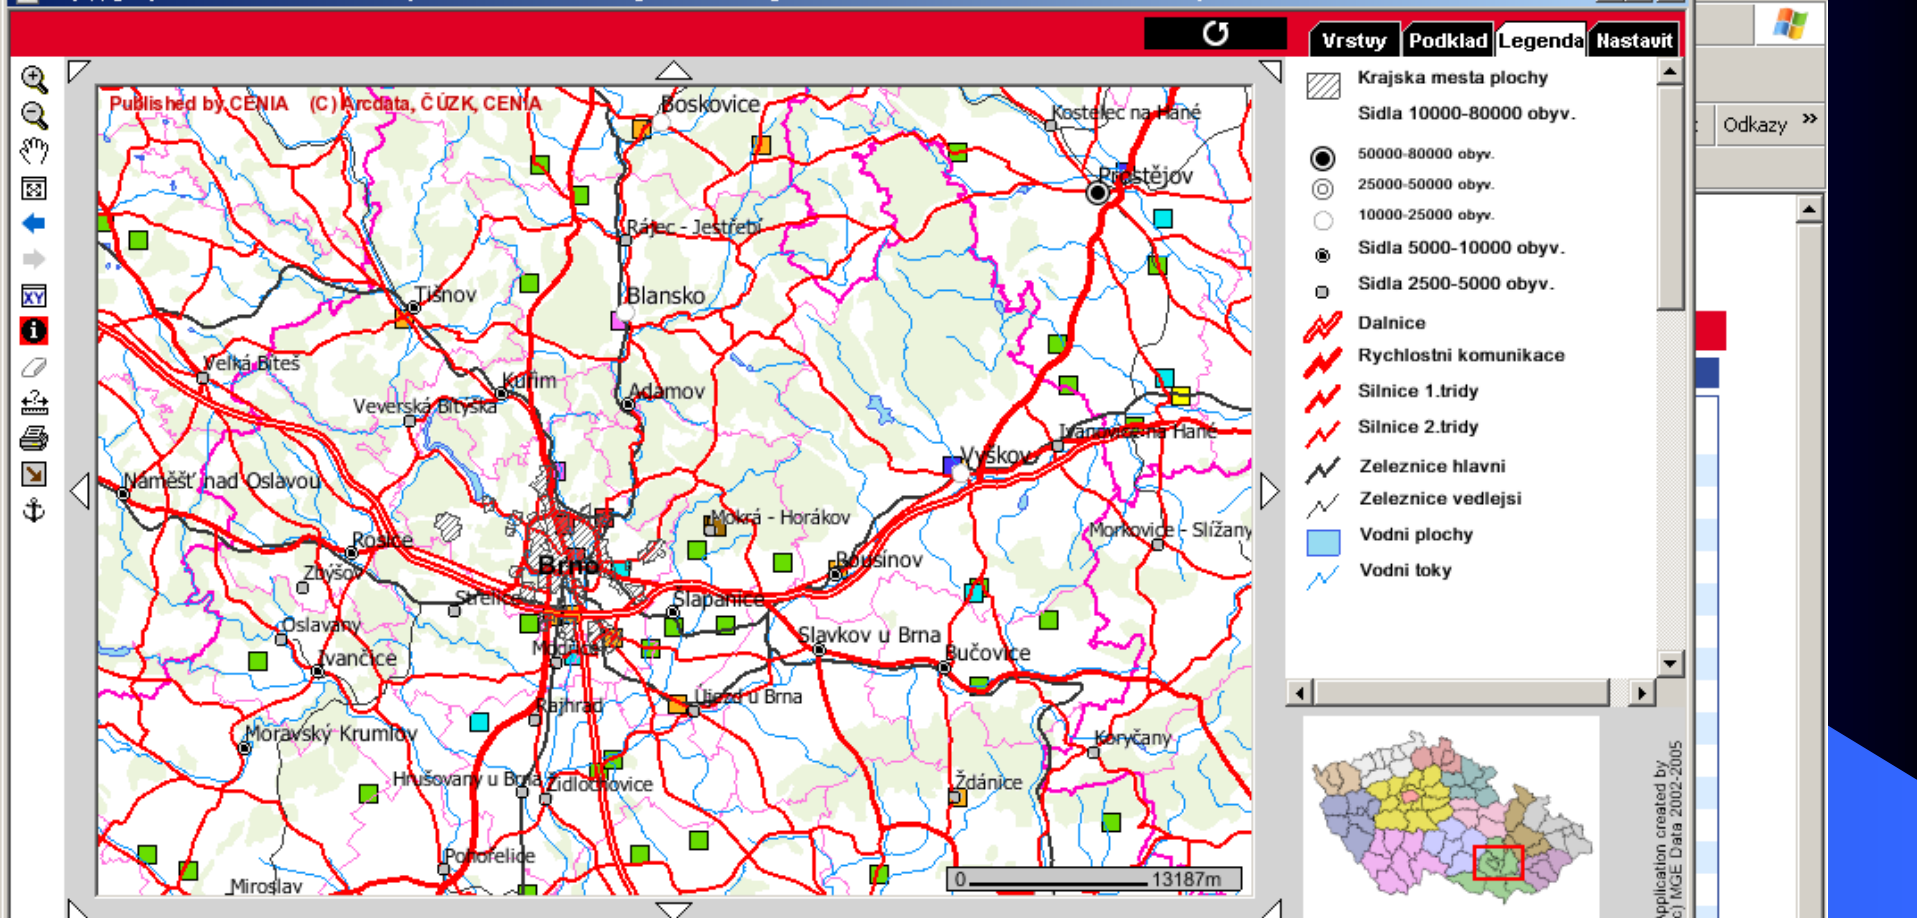 Vrstvy
Podklad
Legenda
Nastavit
Odkazy
Published by CENIA (C) Arcdata, ČÚZK, CENIA
Boskovice
Kostelec na Hané
Prostějov
Rájec - Jestřebí
Tišnov
Blansko
Velká Bíteš
Kuřim
Adamov
Veverská Bítýška
Ivanovice na Hané
Vyškov
Náměšť nad Oslavou
Mokrá - Horákov
Morkovice - Slížany
Rosice
Brno
Rousínov
Zbýšov
Střelice
Šlapanice
Oslavany
Slavkov u Brna
Ivančice
Modřice
Bučovice
Rajhrad
Újezd u Brna
Moravský Krumlov
Koryčany
Hrušovany u Brna
Židlochovice
Ždánice
Pohořelice
Miroslav
0 13187m
Krajska mesta plochy
Sidla 10000-80000 obyv.
50000-80000 obyv.
25000-50000 obyv.
10000-25000 obyv.
Sidla 5000-10000 obyv.
Sidla 2500-5000 obyv.
Dalnice
Rychlostni komunikace
Silnice 1.tridy
Silnice 2.tridy
Zeleznice hlavni
Zeleznice vedlejsi
Vodni plochy
Vodni toky
XY
Application created by
(c) MGE Data 2002-2005